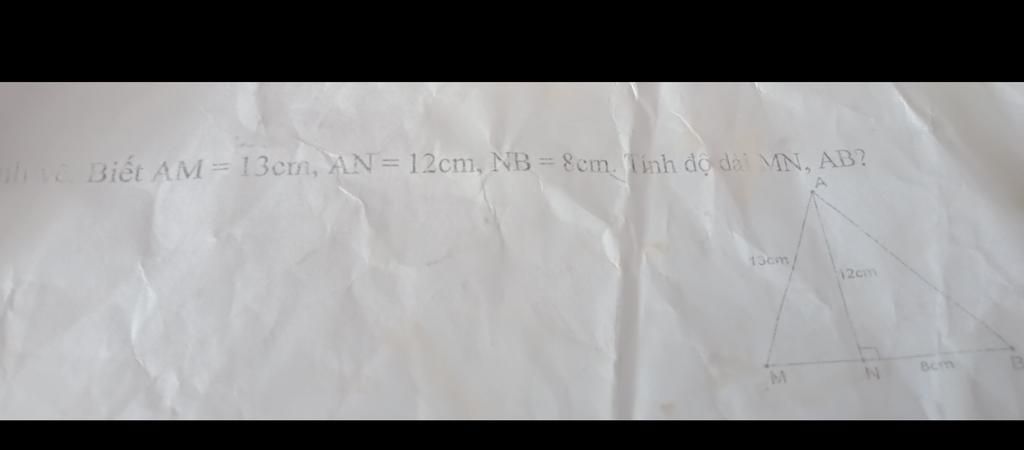 Biết AM = 13cm, AN = 12cm, NB = 8cm. Tính độ dài MN, AB?
A
13cm
12cm
M
N
8cm
B